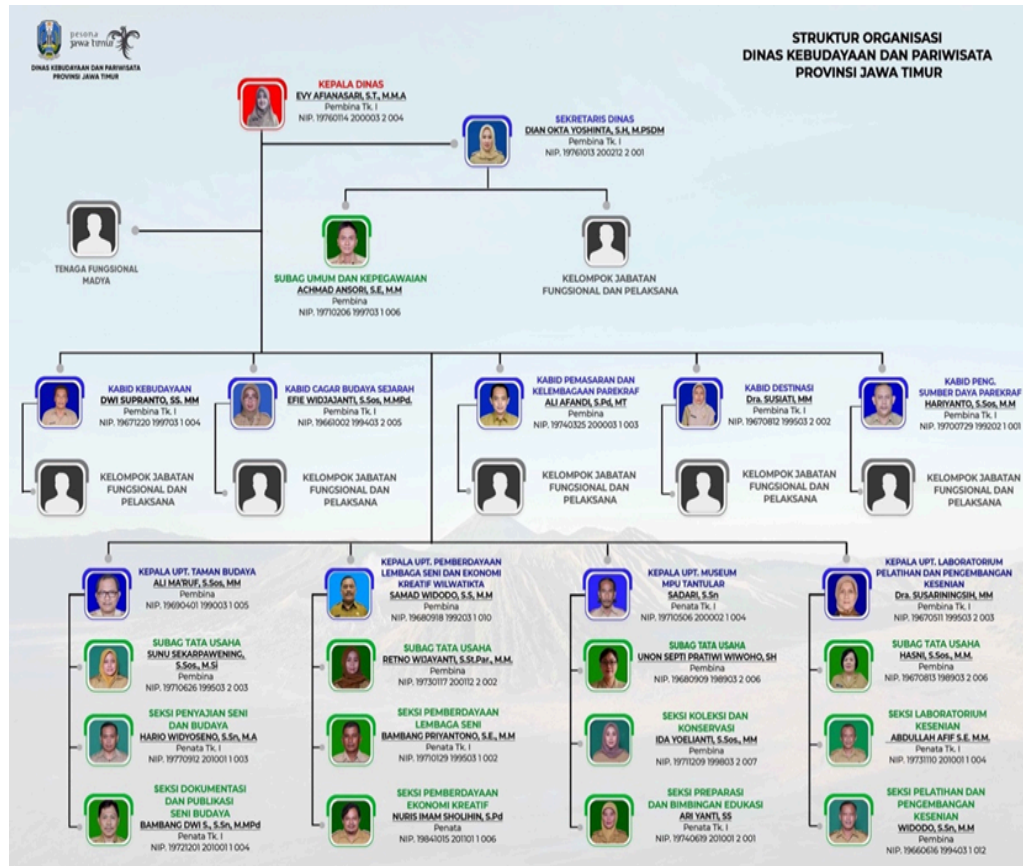 pesona
jawa timur
DINAS KEBUDAYAAN DAN PARIWISATA
PROVINSI JAWA TIMUR
STRUKTUR ORGANISASI
DINAS KEBUDAYAAN DAN PARIWISATA
PROVINSI JAWA TIMUR
KEPALA DINAS
EVY AFIANASARI, S.T., M.M.A
Pembina Tk. I
NIP. 19760114 200003 2 004
SEKRETARIS DINAS
DIAN OKTA YOSHINTA, S.H, M.PSDM
Pembina Tk. I
NIP. 19761013 200212 2 001
TENAGA FUNGSIONAL
MADYA
SUBAG UMUM DAN KEPEGAWAIAN
ACHMAD ANSORI, S.E, M.M
Pembina
NIP. 19710206 199703 1 006
KELOMPOK JABATAN
FUNGSIONAL DAN PELAKSANA
KABID KEBUDAYAAN
DWI SUPRANTO, SS. MM
Pembina Tk. I
NIP. 19671220 199703 1 004
KELOMPOK JABATAN
FUNGSIONAL DAN
PELAKSANA
KABID CAGAR BUDAYA SEJARAH
EFIE WIDJAJANTI, S.Sos, M.MPd.
Pembina Tk. I
NIP. 19661002 199403 2 005
KELOMPOK JABATAN
FUNGSIONAL DAN
PELAKSANA
KABID PEMASARAN DAN
KELEMBAGAAN PAREKRAF
ALI AFANDI, S.Pd, MT
Pembina Tk. I
NIP. 19740325 200003 1 003
KELOMPOK JABATAN
FUNGSIONAL DAN
PELAKSANA
KABID DESTINASI
Dra. SUSIATI, MM
Pembina Tk. I
NIP. 19670812 199503 2 002
KELOMPOK JABATAN
FUNGSIONAL DAN
PELAKSANA
KABID PENG.
SUMBER DAYA PAREKRAF
HARIYANTO, S.Sos, M.M
Pembina Tk. I
NIP. 19700729 199202 1 001
KELOMPOK JABATAN
FUNGSIONAL DAN
PELAKSANA
KEPALA UPT. TAMAN BUDAYA
ALI MA'RUF, S.Sos, MM
Pembina
NIP. 19690401 199003 1 005
SUBAG TATA USAHA
SUNU SEKARPAWENING,
S.Sos., M.Si
Pembina
NIP. 19710626 199503 2 003
SEKSI PENYAJIAN SENI
DAN BUDAYA
HARIO WIDYOSENO, S.Sn, M.A
Penata Tk. I
NIP. 19770912 201001 1 003
SEKSI DOKUMENTASI
DAN PUBLIKASI
SENI BUDAYA
BAMBANG DWI S., S.Sn, M.MPd
Penata Tk. I
NIP. 19721201 201001 1 004
KEPALA UPT. PEMBERDAYAAN
LEMBAGA SENI DAN EKONOMI
KREATIF WILWATIKTA
SAMAD WIDODO, S.S, M.M
Pembina
NIP. 19680918 199203 1 010
SUBAG TATA USAHA
RETNO WIJAYANTI, S.St.Par., M.M.
Pembina
NIP. 19730117 200112 2 002
SEKSI PEMBERDAYAAN
LEMBAGA SENI
BAMBANG PRIYANTONO, S.E., M.M
Penata Tk. I
NIP. 19710129 199503 1 002
SEKSI PEMBERDAYAAN
EKONOMI KREATIF
NURIS IMAM SHOLIHIN, S.Pd
Penata
NIP. 19841015 201101 1 006
KEPALA UPT. MUSEUM
MPU TANTULAR
SADARI, S.Sn
Penata Tk. I
NIP. 19710506 200002 1 004
SUBAG TATA USAHA
UNON SEPTI PRATIWI WIWOHO, SH
Pembina
NIP. 19680909 198903 2 006
SEKSI KOLEKSI DAN
KONSERVASI
IDA YOELIANTI, S.Sos., MM
Pembina
NIP. 19711209 199803 2 007
SEKSI PREPARASI
DAN BIMBINGAN EDUKASI
ARI YANTI, SS
Penata Tk. I
NIP. 19740619 201001 2 001
KEPALA UPT. LABORATORIUM
PELATIHAN DAN PENGEMBANGAN
KESENIAN
Dra. SUSARININGSIH, MM
Pembina Tk. I
NIP. 19670511 199503 2 003
SUBAG TATA USAHA
HASNI, S.Sos., M.M.
Pembina
NIP. 19670813 198903 2 006
SEKSI LABORATORIUM
KESENIAN
ABDULLAH AFIF S.E. M.M.
Penata Tk. I
NIP. 19731110 201001 1 004
SEKSI PELATIHAN DAN
PENGEMBANGAN
KESENIAN
WIDODO, S.Sn, M.M
Penata Tk. I
NIP. 19660616 199403 1 012